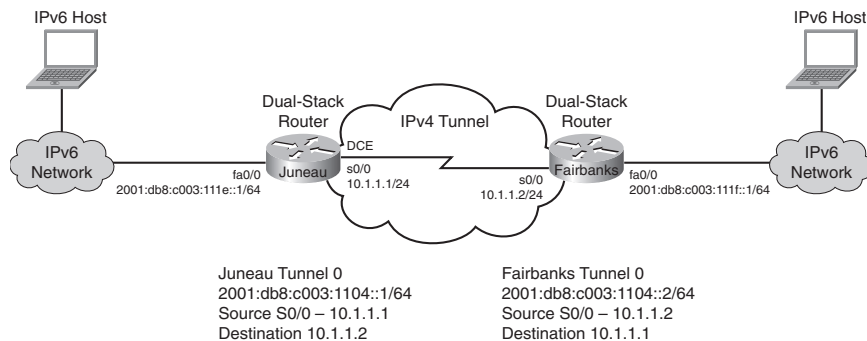 IPv6 Host
IPv6 Host
Dual-Stack
Router
IPv4 Tunnel
Dual-Stack
Router
IPv6
Network
fa0/0
2001:db8:c003:111e::1/64
Juneau
DCE
s0/0
10.1.1.1/24
s0/0
10.1.1.2/24
Fairbanks
fa0/0
2001:db8:c003:111f::1/64
IPv6
Network
Juneau Tunnel 0
2001:db8:c003:1104::1/64
Source S0/0 – 10.1.1.1
Destination 10.1.1.2
Fairbanks Tunnel 0
2001:db8:c003:1104::2/64
Source S0/0 – 10.1.1.2
Destination 10.1.1.1